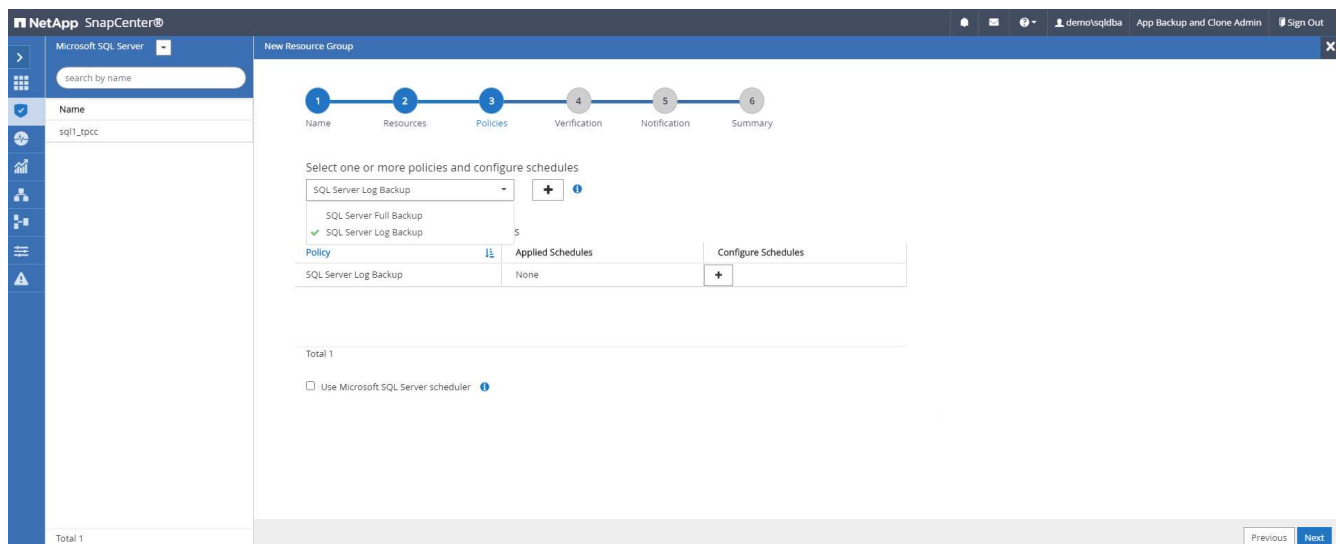 NetApp SnapCenter®
demo\sqldba App Backup and Clone Admin Sign Out
Microsoft SQL Server
New Resource Group
search by name
Name
sql1_tpcc
1 2 3 4 5 6
Name Resources Policies Verification Notification Summary
Select one or more policies and configure schedules
SQL Server Log Backup
SQL Server Full Backup
SQL Server Log Backup
s
Policy Applied Schedules Configure Schedules
SQL Server Log Backup None
Total 1
Use Microsoft SQL Server scheduler
Total 1
Previous Next